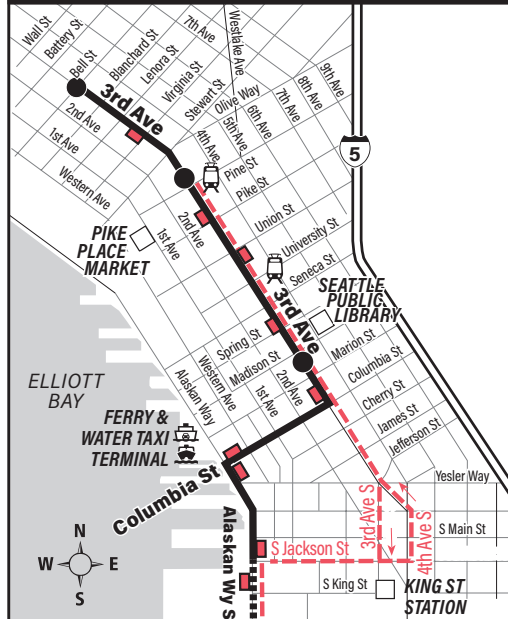 Wall St
Battery St
Bell St
Blanchard St
Lenora St
Virginia St
Stewart St
Olive Way
7th Ave
Westlake Ave
9th Ave
8th Ave
7th Ave
6th Ave
5th Ave
4th Ave
3rd Ave
2nd Ave
1st Ave
Western Ave
5
Pine St
Pike St
Union St
University St
Seneca St
PIKE
PLACE
MARKET
1st Ave
2nd Ave
3rd Ave
SEATTLE
PUBLIC
LIBRARY
Spring St
Madison St
Marion St
Columbia St
Cherry St
James St
Jefferson St
Alaskan Way
Western Ave
1st Ave
2nd Ave
ELLIOTT
BAY
FERRY &
WATER TAXI
TERMINAL
Columbia St
Yesler Way
Alaskan Wy S
3rd Ave S
4th Ave S
S Main St
S Jackson St
S King St
KING ST
STATION
N
W
E
S